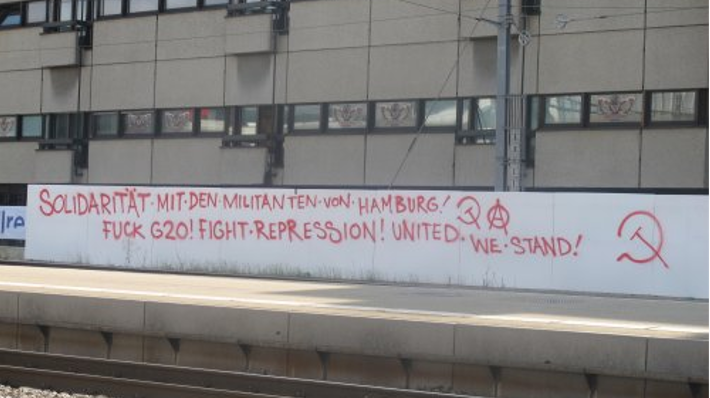 SOLIDARITÄT·MIT·DEN·MILITANTEN·VON·HAMBURG!
FUCK G20! FIGHT·REPRESSION! UNITED·WE·STAND!